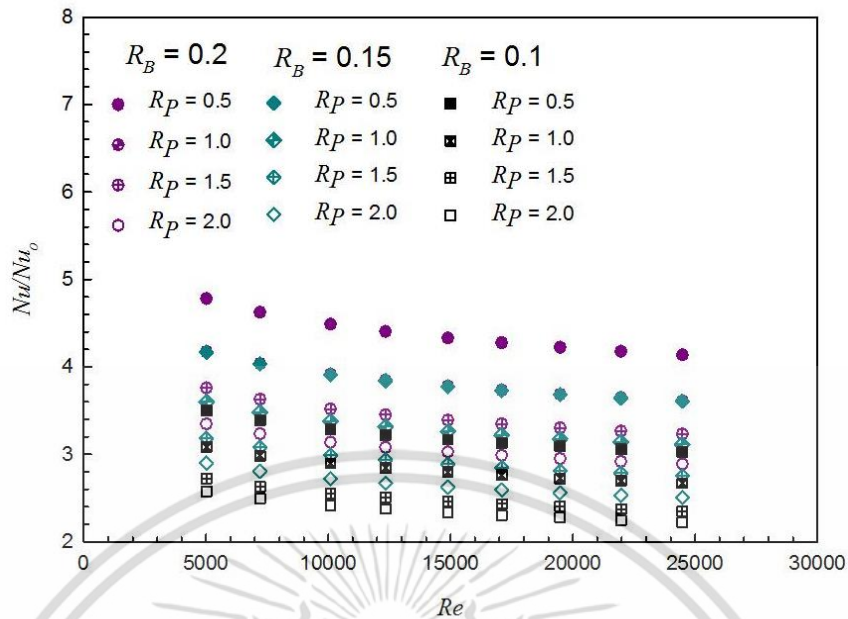 8
7
6
5
4
3
2
Nu/Nuo
R_B = 0.2 R_B = 0.15 R_B = 0.1
R_P = 0.5 R_P = 0.5 R_P = 0.5
R_P = 1.0 R_P = 1.0 R_P = 1.0
R_P = 1.5 R_P = 1.5 R_P = 1.5
R_P = 2.0 R_P = 2.0 R_P = 2.0
0 5000 10000 15000 20000 25000 30000
Re